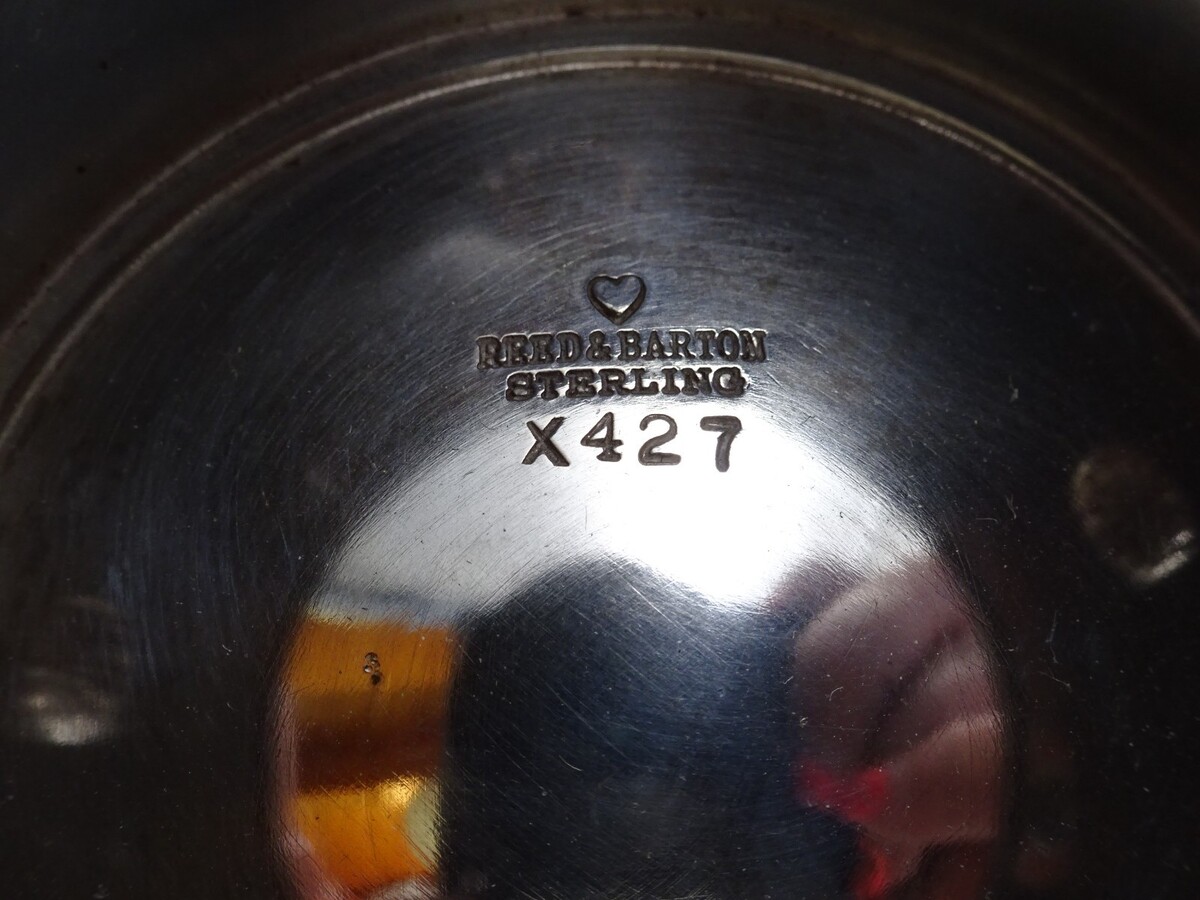 REED & BARTON
STERLING
X427